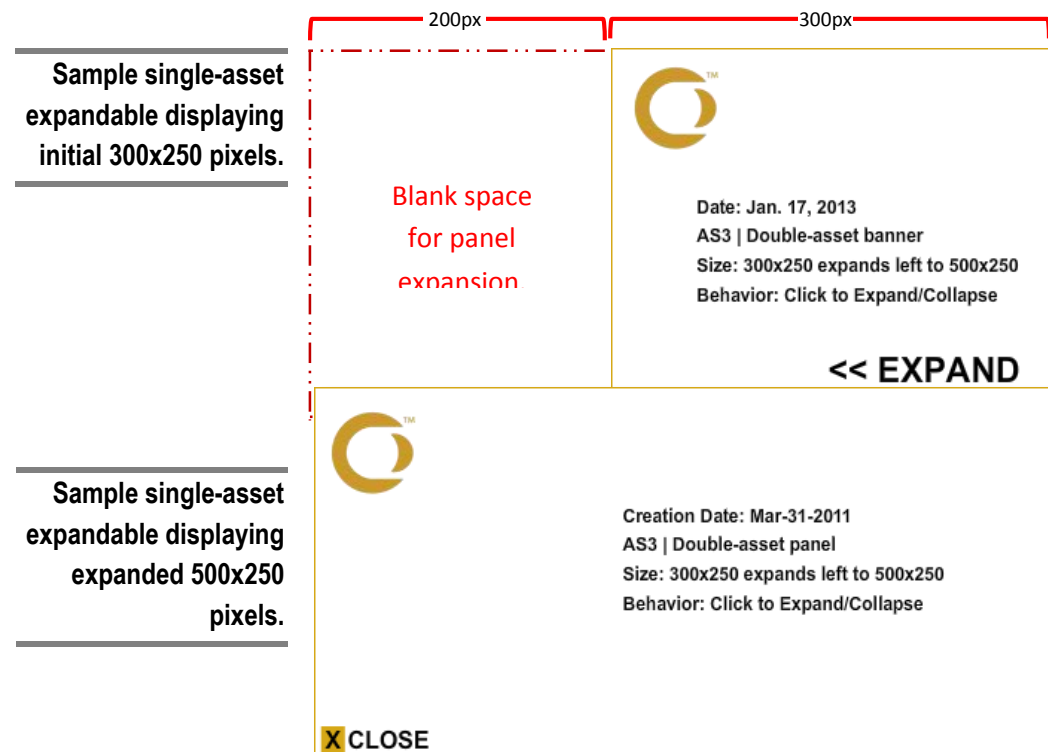 200px
300px
Sample single-asset
expandable displaying
initial 300x250 pixels.
Blank space
for panel
expansion.
TM
Date: Jan. 17, 2013
AS3 | Double-asset banner
Size: 300x250 expands left to 500x250
Behavior: Click to Expand/Collapse
<< EXPAND
Sample single-asset
expandable displaying
expanded 500x250
pixels.
TM
Creation Date: Mar-31-2011
AS3 | Double-asset panel
Size: 300x250 expands left to 500x250
Behavior: Click to Expand/Collapse
X CLOSE